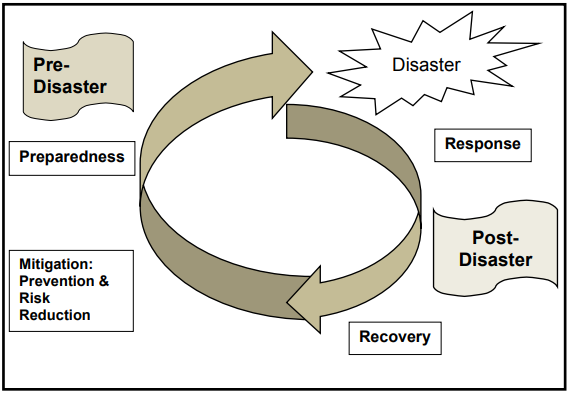 Pre-
Disaster
Disaster
Preparedness
Response
Post-
Disaster
Mitigation:
Prevention &
Risk
Reduction
Recovery